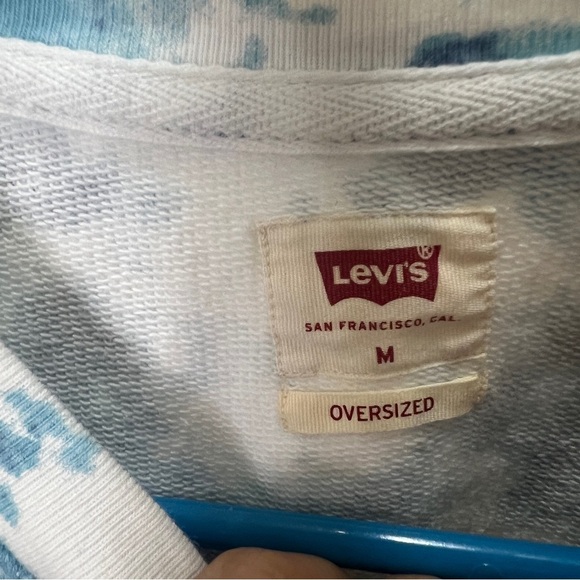 Levi's ®
SAN FRANCISCO, CAL.
M
OVERSIZED